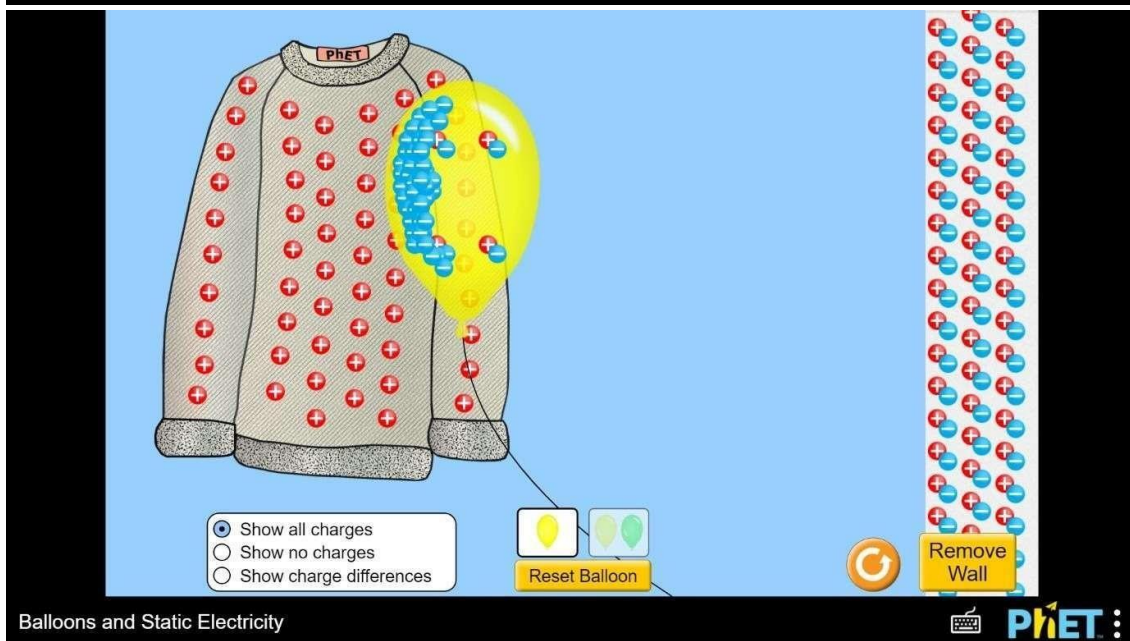 PhET
Show all charges
Show no charges
Show charge differences
Reset Balloon
Remove
Wall
Balloons and Static Electricity
PhET